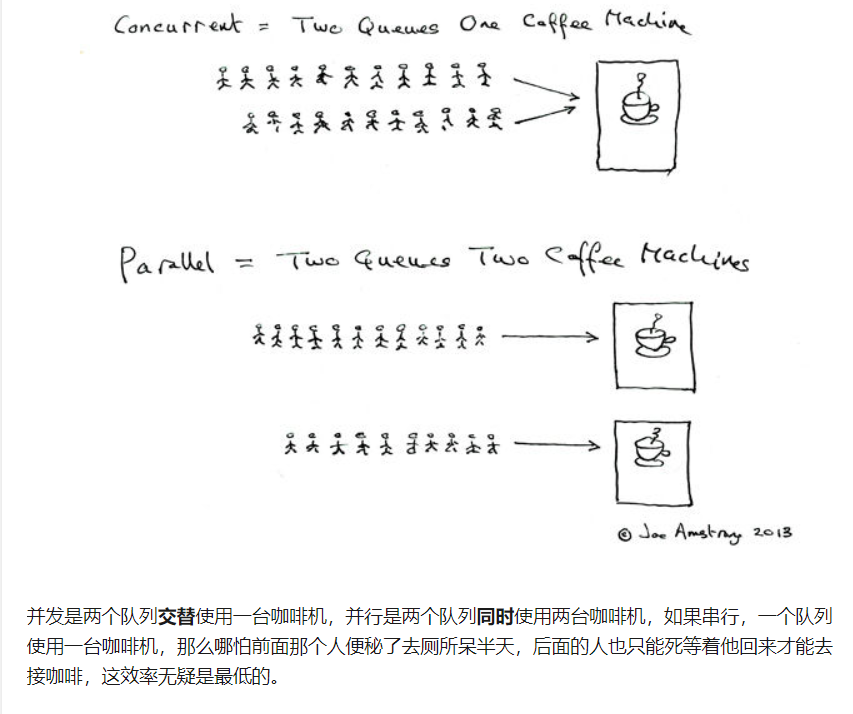 Concurrent = Two Queues One Coffee Machine
Parallel = Two Queues Two Coffee Machines
© Joe Armstrong 2013
并发是两个队列交替使用一台咖啡机，并行是两个队列同时使用两台咖啡机，如果串行，一个队列
使用一台咖啡机，那么哪怕前面那个人便秘了去厕所呆半天，后面的人也只能死等着他回来才能去
接咖啡，这效率无疑是最低的。